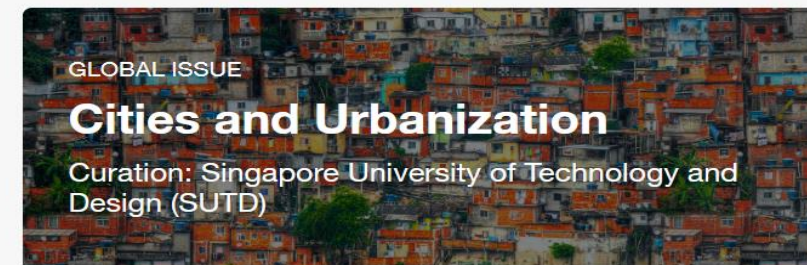 GLOBAL ISSUE
Cities and Urbanization
Curation: Singapore University of Technology and
Design (SUTD)